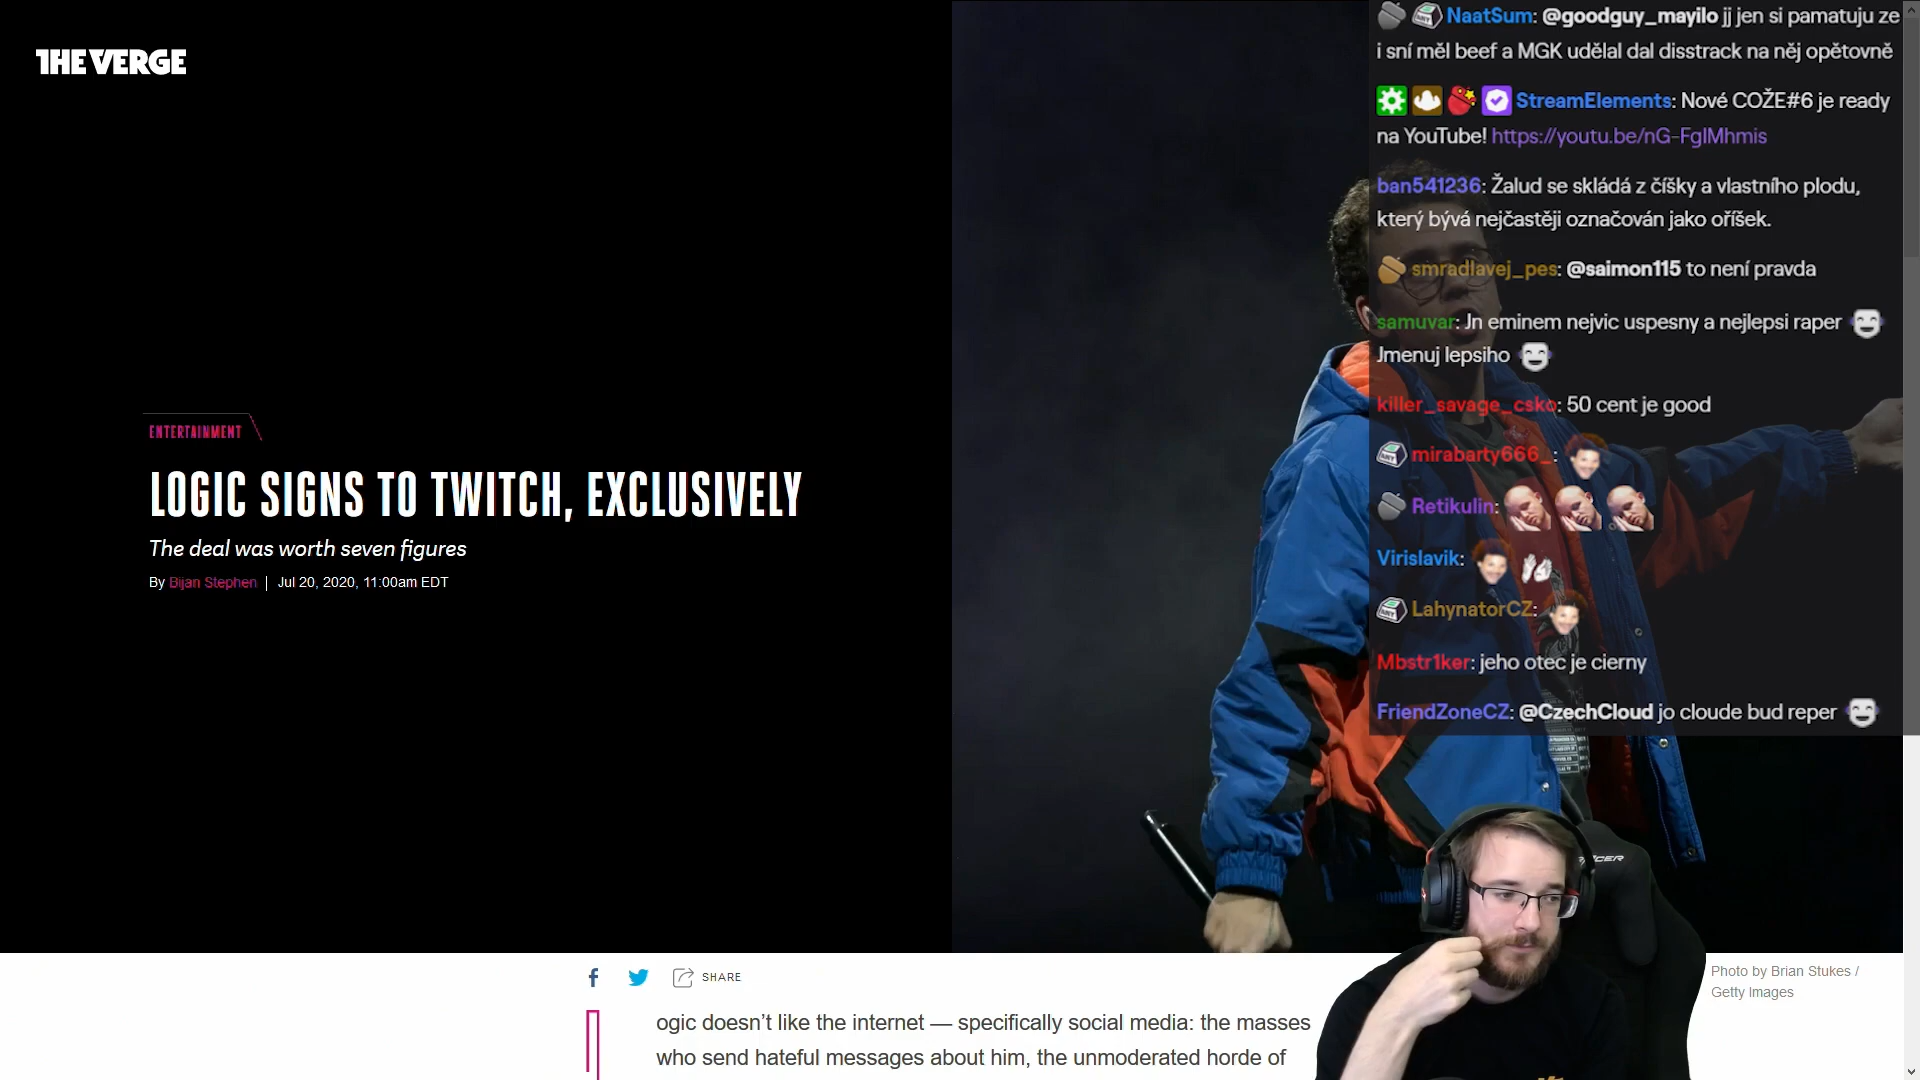 THE VERGE
ENTERTAINMENT
LOGIC SIGNS TO TWITCH, EXCLUSIVELY
The deal was worth seven figures
By Bijan Stephen | Jul 20, 2020, 11:00am EDT
NaatSum: @goodguy_mayilo jj jen si pamatuju ze
i sní měl beef a MGK udělal dal disstrack na něj opětovně
StreamElements: Nové COŽE#6 je ready
na YouTube! https://youtu.be/nG-FglMhmis
ban541236: Žalud se skládá z číšky a vlastního plodu,
který bývá nejčastěji označován jako oříšek.
smradlavej_pes: @saimon115 to není pravda
samuvar: Jn eminem nejvic uspesny a nejlepsi raper
Jmenuj lepsiho
killer_savage_csko: 50 cent je good
mirabarty666_:
Retikulin:
Virislavik:
LahynatorCZ:
Mbstr1ker: jeho otec je cierny
FriendZoneCZ: @CzechCloud jo cloude bud reper
SHARE
Photo by Brian Stukes /
Getty Images
ogic doesn’t like the internet — specifically social media: the masses
who send hateful messages about him, the unmoderated horde of